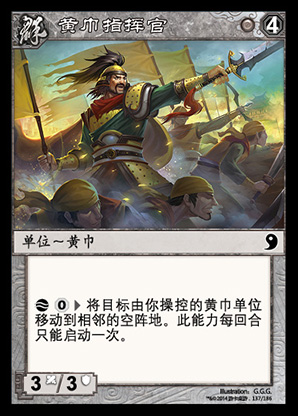 群 黄巾指挥官 4
单位～黄巾
0 将目标由你操控的黄巾单位
移动到相邻的空阵地。此能力每回合
只能启动一次。
3 / 3
Illustration: G.G.G.
137/186